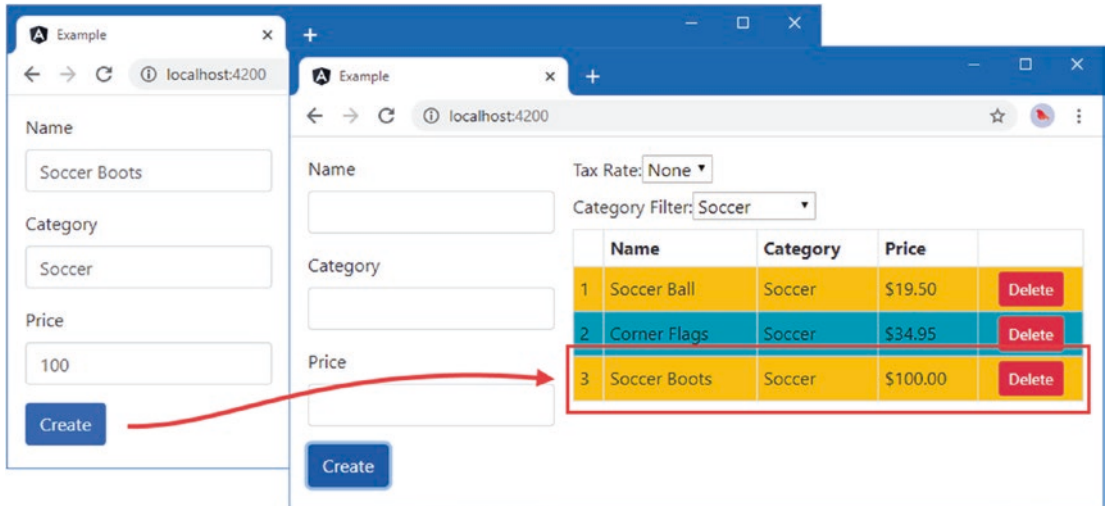 Example
localhost:4200
Name
Soccer Boots
Category
Soccer
Price
100
Create
Example
localhost:4200
Name
Category
Price
Create
Tax Rate: None
Category Filter: Soccer
Name Category Price
1 Soccer Ball Soccer $19.50 Delete
2 Corner Flags Soccer $34.95 Delete
3 Soccer Boots Soccer $100.00 Delete